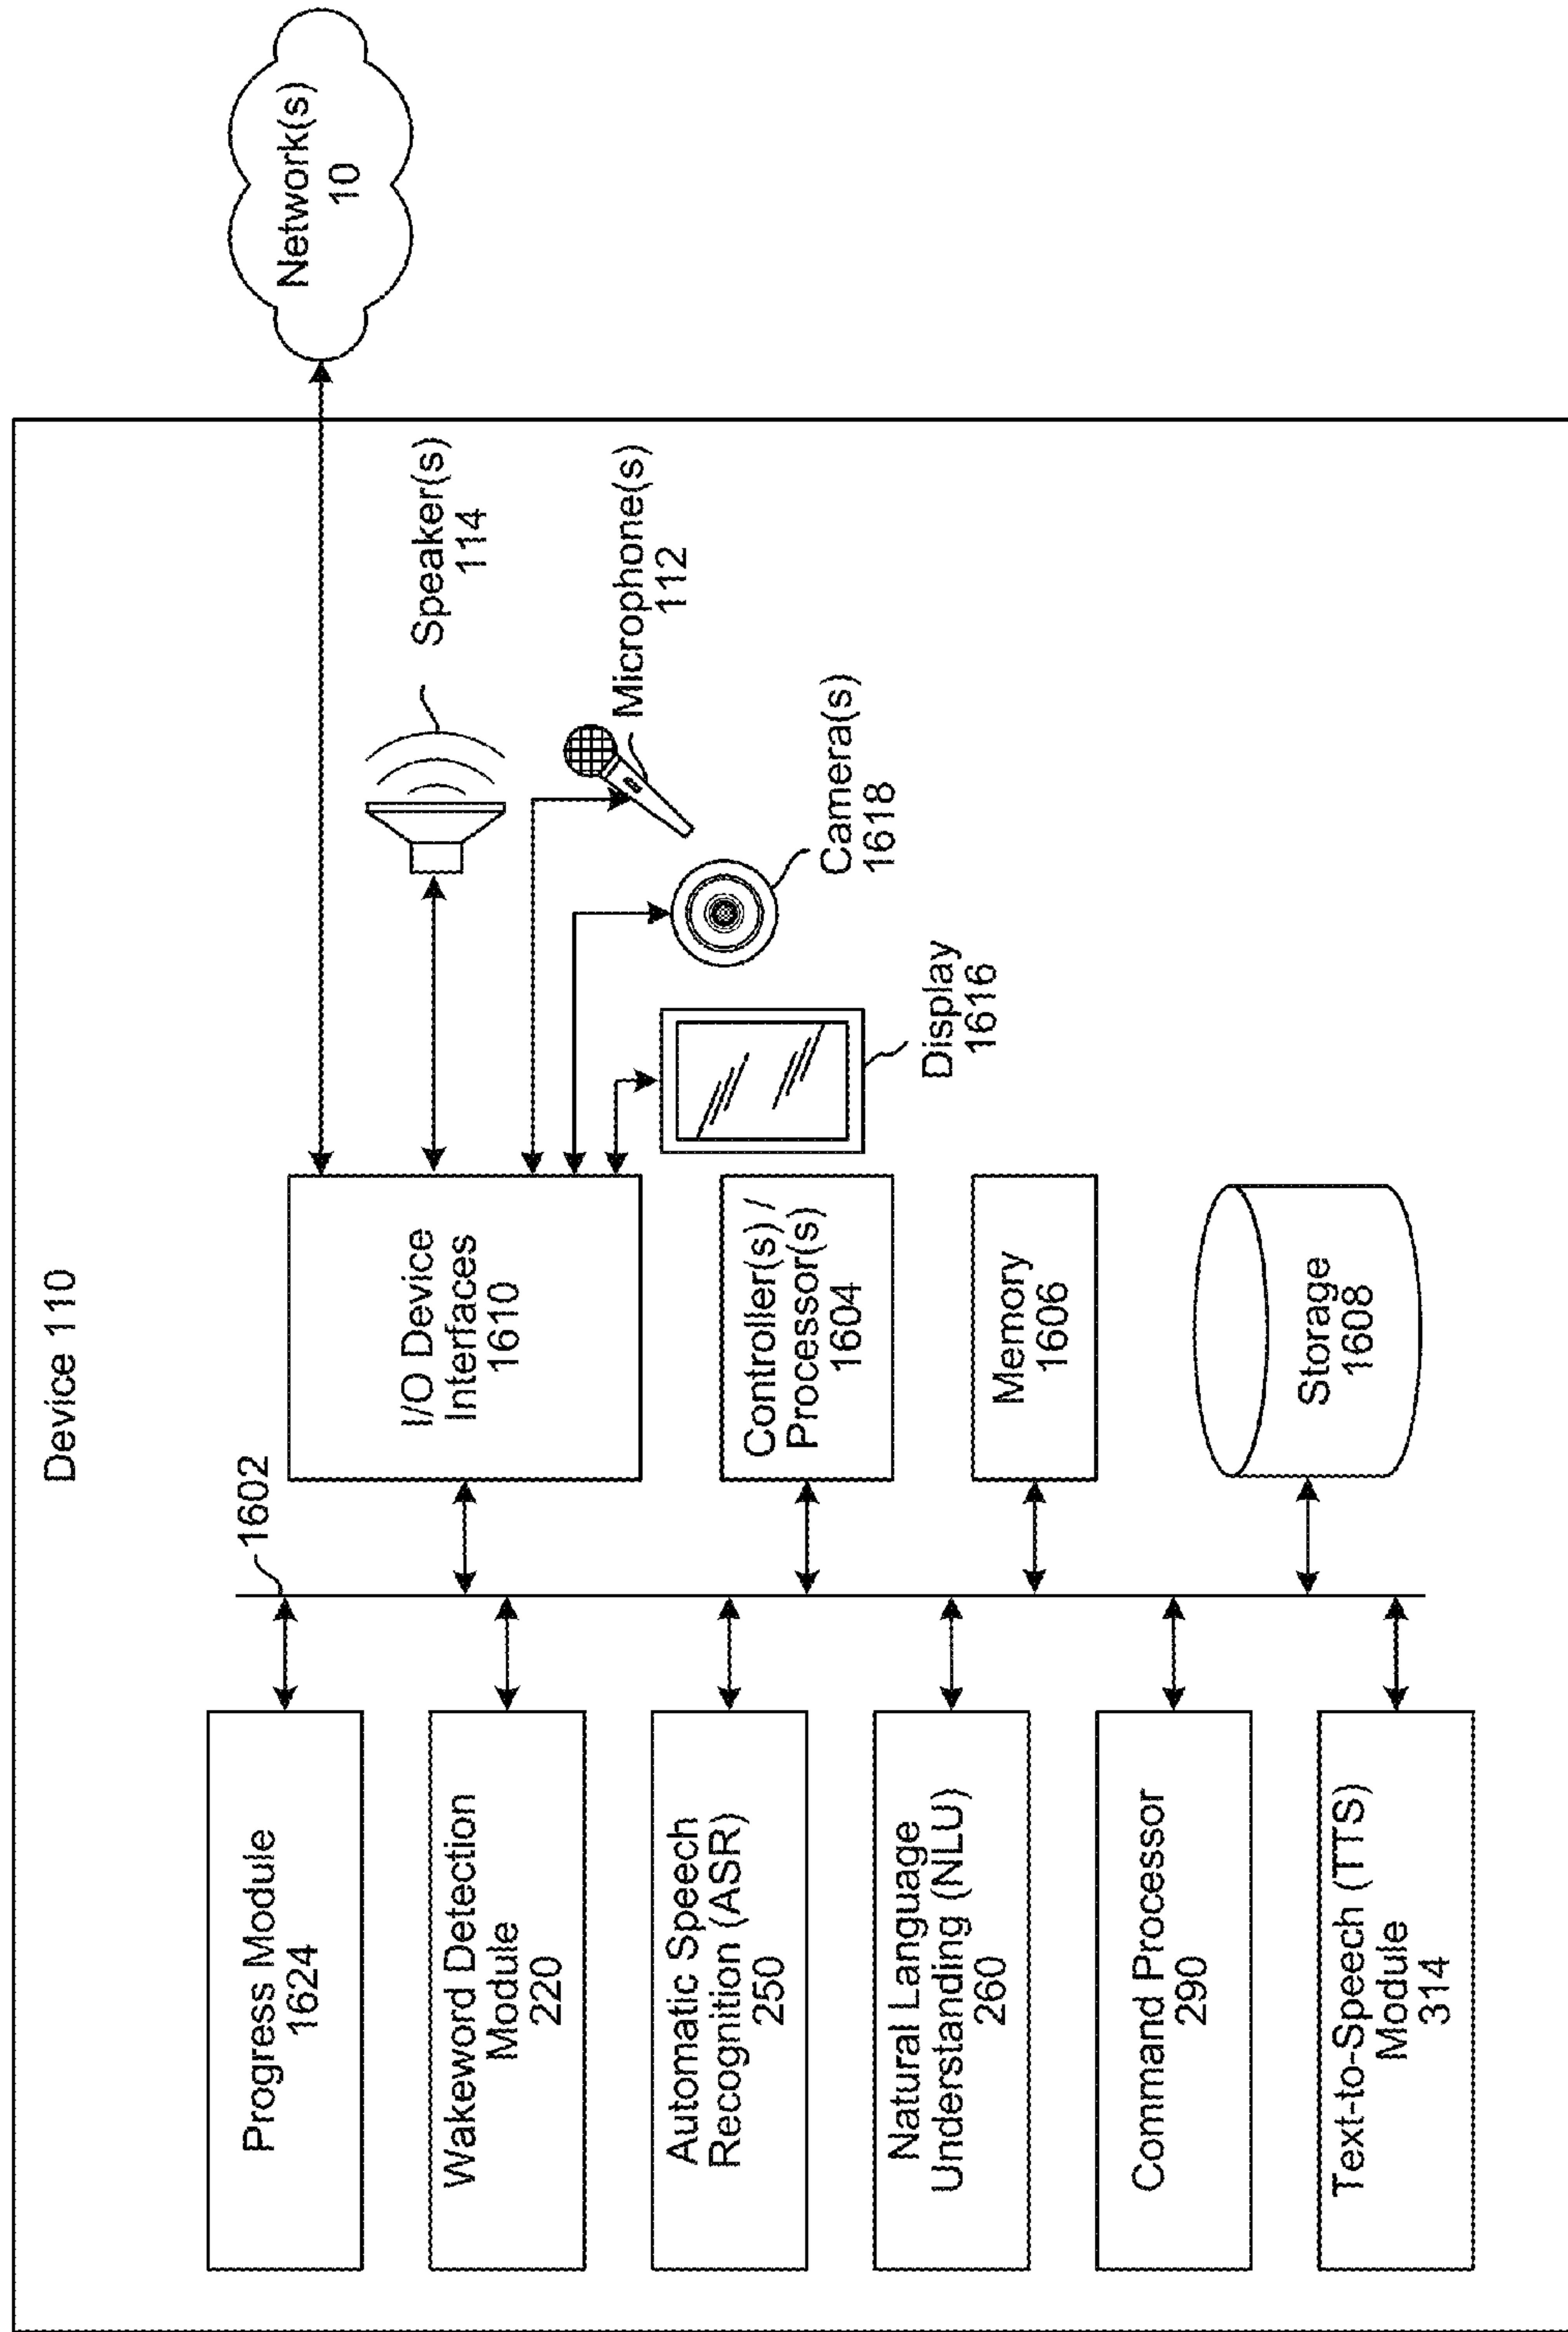 Device 110
Progress Module
1624
Wakeword Detection
Module
220
Automatic Speech
Recognition (ASR)
250
Natural Language
Understanding (NLU)
260
Command Processor
290
Text-to-Speech (TTS)
Module
314
1602
I/O Device
Interfaces
1610
Controller(s) /
Processor(s)
1604
Memory
1606
Storage
1608
Speaker(s)
114
Microphone(s)
112
Camera(s)
1618
Display
1616
Network(s)
10